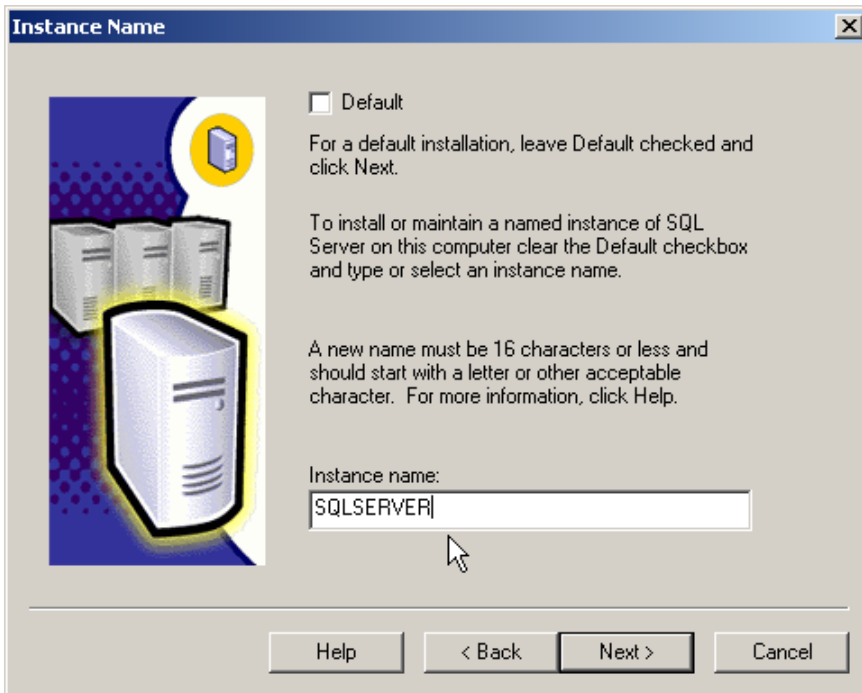 Instance Name
Default
For a default installation, leave Default checked and
click Next.
To install or maintain a named instance of SQL
Server on this computer clear the Default checkbox
and type or select an instance name.
A new name must be 16 characters or less and
should start with a letter or other acceptable
character.  For more information, click Help.
Instance name:
SQLSERVER
Help
< Back
Next >
Cancel